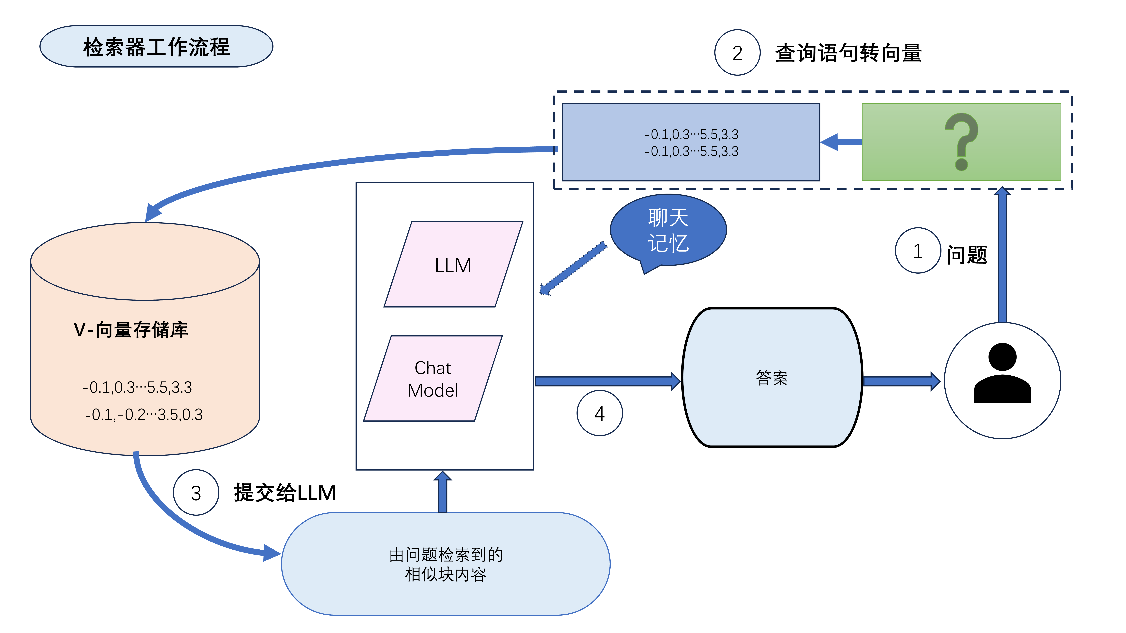 检索器工作流程
2
查询语句转向量
-0.1,0.3…5.5,3.3
-0.1,0.3…5.5,3.3
?
聊天
记忆
1
问题
LLM
V-向量存储库
Chat
Model
答案
-0.1,0.3…5.5,3.3
-0.1,-0.2…3.5,0.3
4
3
提交给LLM
由问题检索到的
相似块内容